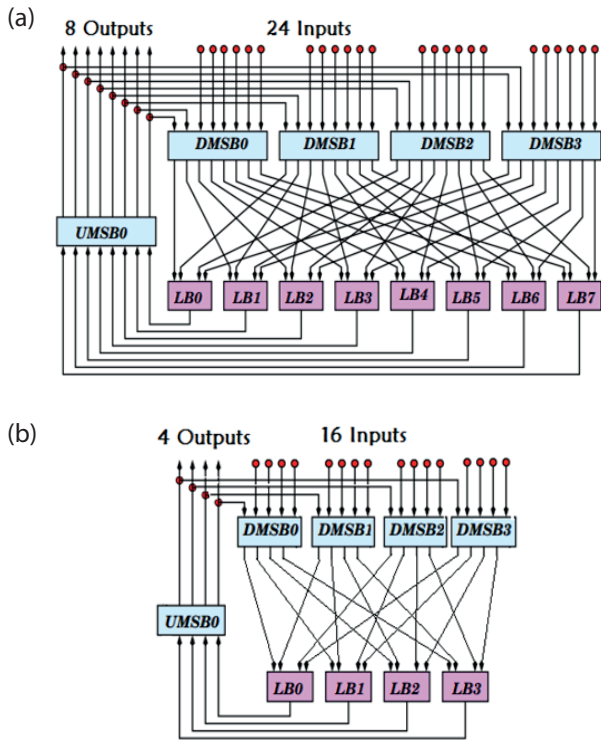 (a)
8 Outputs 24 Inputs
DMSB0 DMSB1 DMSB2 DMSB3
UMSB0
LB0 LB1 LB2 LB3 LB4 LB5 LB6 LB7
(b)
4 Outputs 16 Inputs
DMSB0 DMSB1 DMSB2 DMSB3
UMSB0
LB0 LB1 LB2 LB3